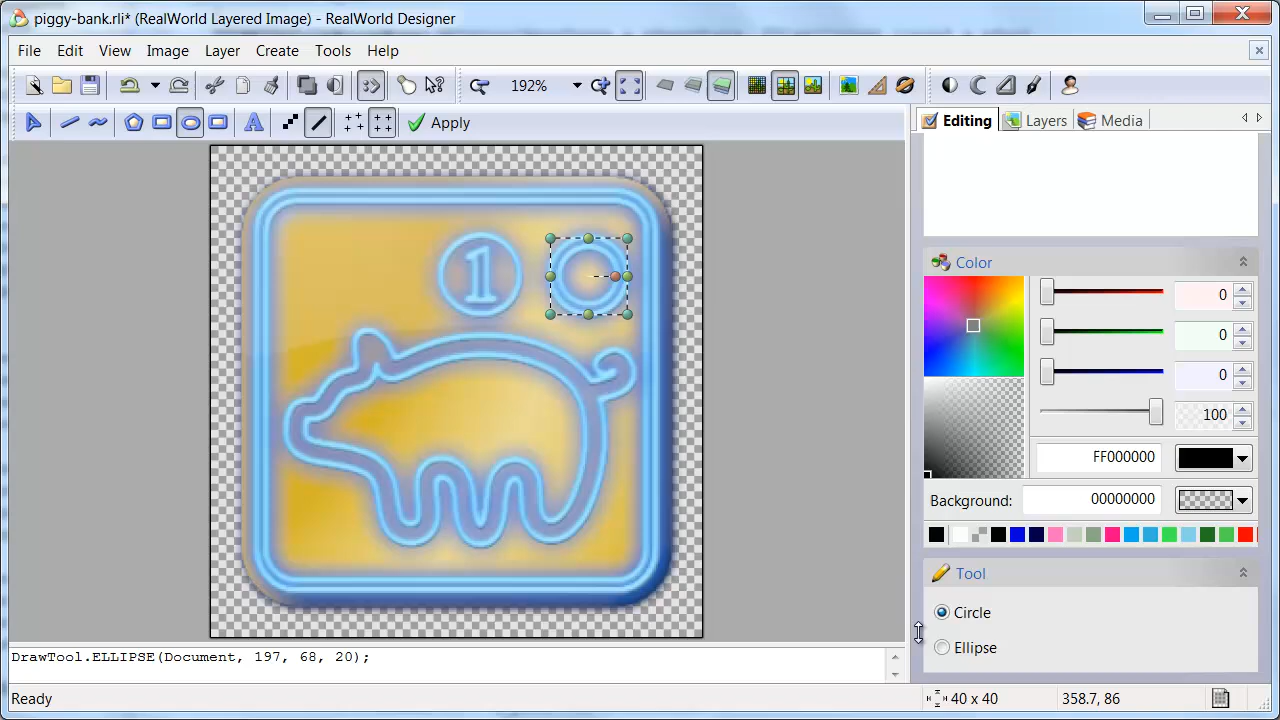 piggy-bank.rli* (RealWorld Layered Image) - RealWorld Designer
File Edit View Image Layer Create Tools Help
192%
Apply
Editing Layers Media
1
Color
0
0
0
100
FF000000
Background: 00000000
Tool
Circle
Ellipse
DrawTool.ELLIPSE(Document, 197, 68, 20);
Ready 40 x 40 358.7, 86